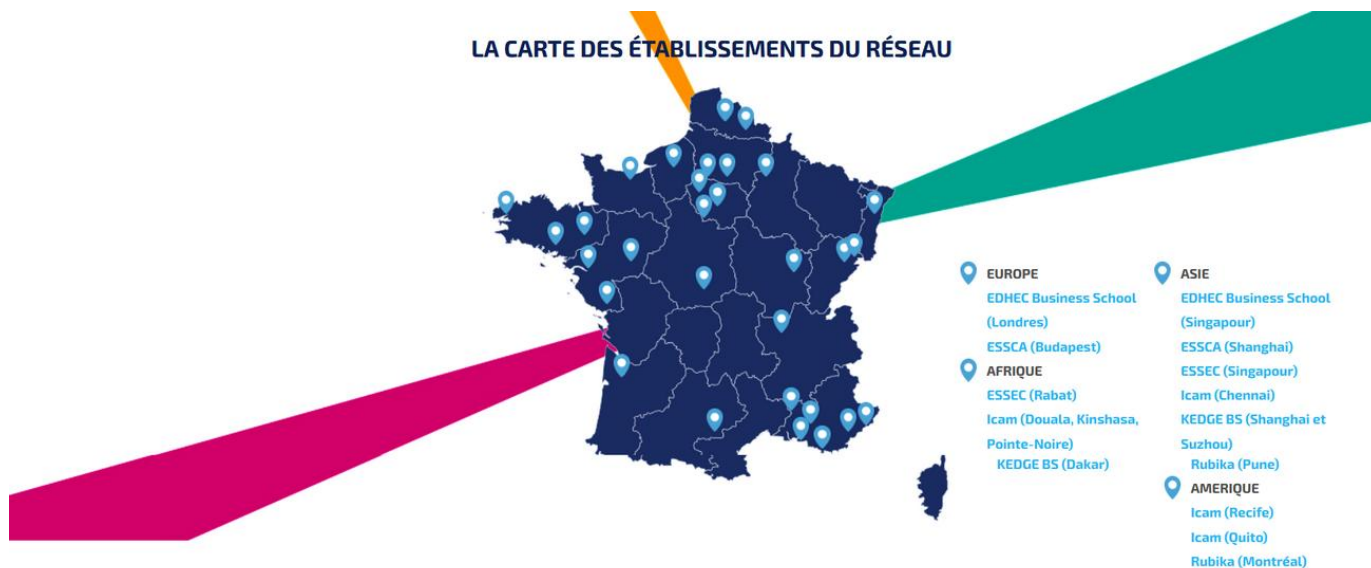 LA CARTE DES ÉTABLISSEMENTS DU RÉSEAU
EUROPE
EDHEC Business School
(Londres)
ESSCA (Budapest)
AFRIQUE
ESSEC (Rabat)
Icam (Douala, Kinshasa,
Pointe-Noire)
KEDGE BS (Dakar)
ASIE
EDHEC Business School
(Singapour)
ESSCA (Shanghai)
ESSEC (Singapour)
Icam (Chennai)
KEDGE BS (Shanghai et
Suzhou)
Rubika (Pune)
AMERIQUE
Icam (Recife)
Icam (Quito)
Rubika (Montréal)